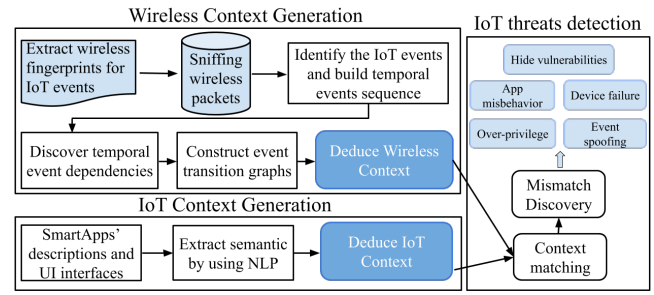 Wireless Context Generation
Extract wireless
fingerprints for
IoT events
Sniffing
wireless
packets
Identify the IoT events
and build temporal
events sequence
Discover temporal
event dependencies
Construct event
transition graphs
Deduce Wireless
Context
IoT Context Generation
SmartApps'
descriptions and
UI interfaces
Extract semantic
by using NLP
Deduce IoT
Context
IoT threats detection
Hide vulnerabilities
App
misbehavior
Device failure
Over-privilege
Event
spoofing
Mismatch
Discovery
Context
matching